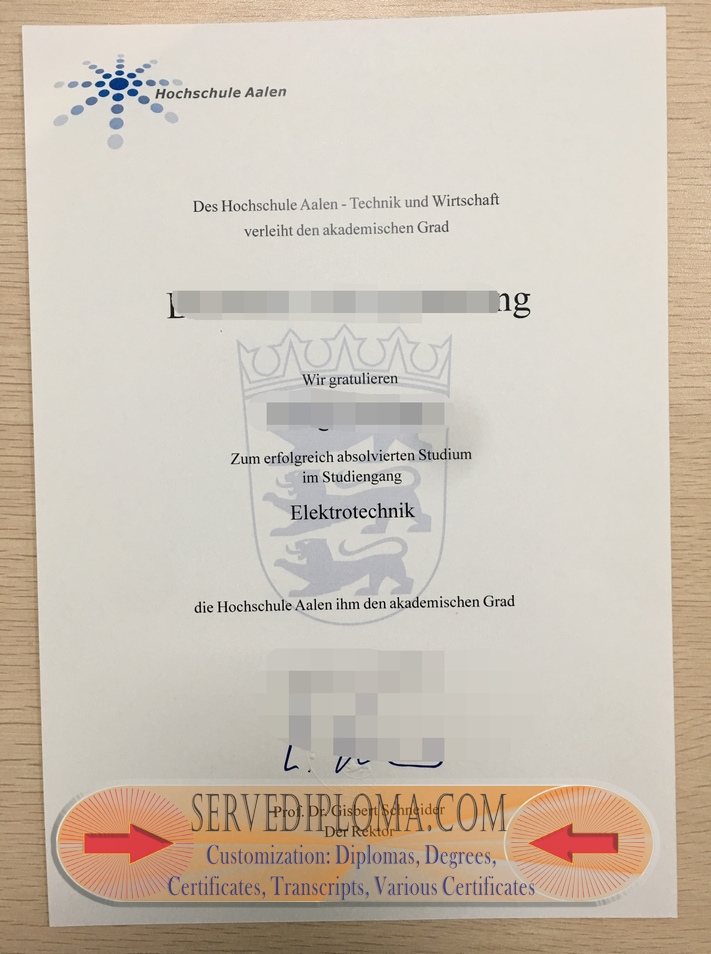 Hochschule Aalen
Des Hochschule Aalen - Technik und Wirtschaft
verleiht den akademischen Grad
Wir gratulieren
Zum erfolgreich absolvierten Studium
im Studiengang
Elektrotechnik
die Hochschule Aalen ihm den akademischen Grad
Prof. Dr. Gisbert Schneider
Der Rektor
SERVEDIPLOMA.COM
Customization: Diplomas, Degrees,
Certificates, Transcripts, Various Certificates